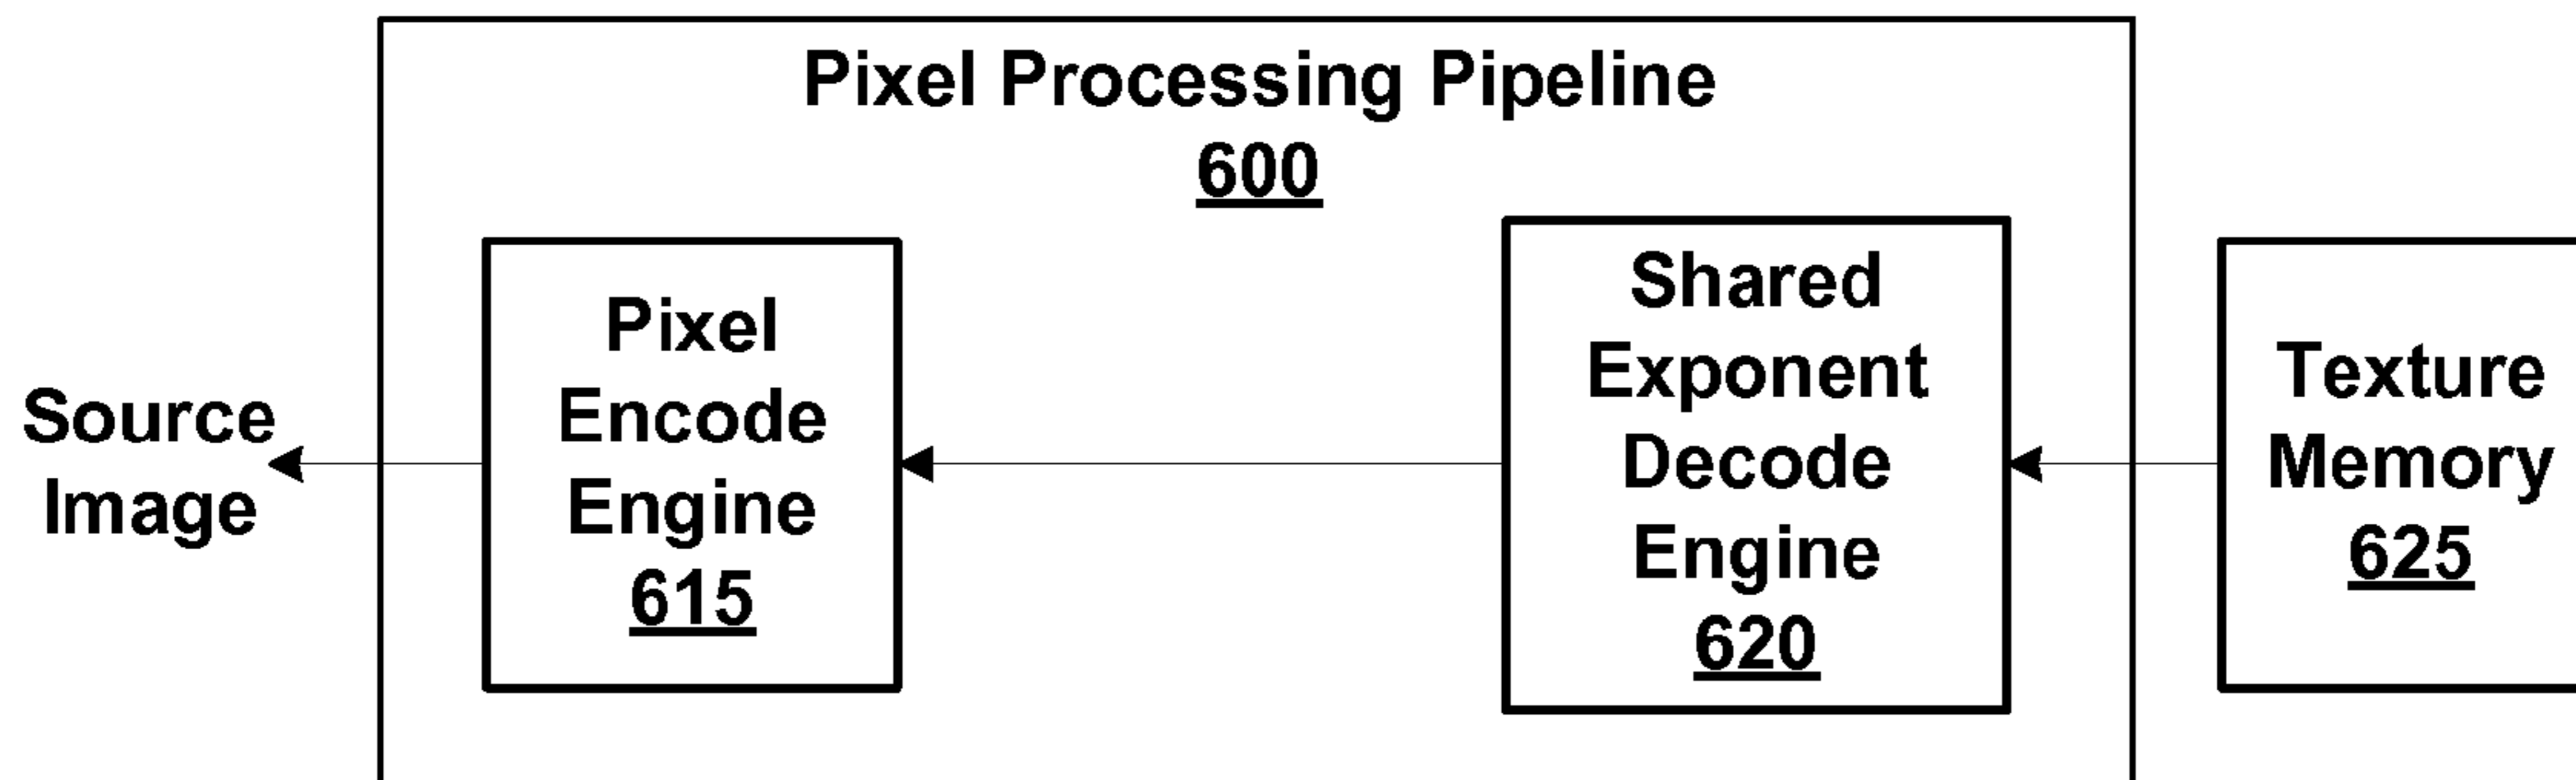 Pixel Processing Pipeline
600
Source
Image
Pixel
Encode
Engine
615
Shared
Exponent
Decode
Engine
620
Texture
Memory
625